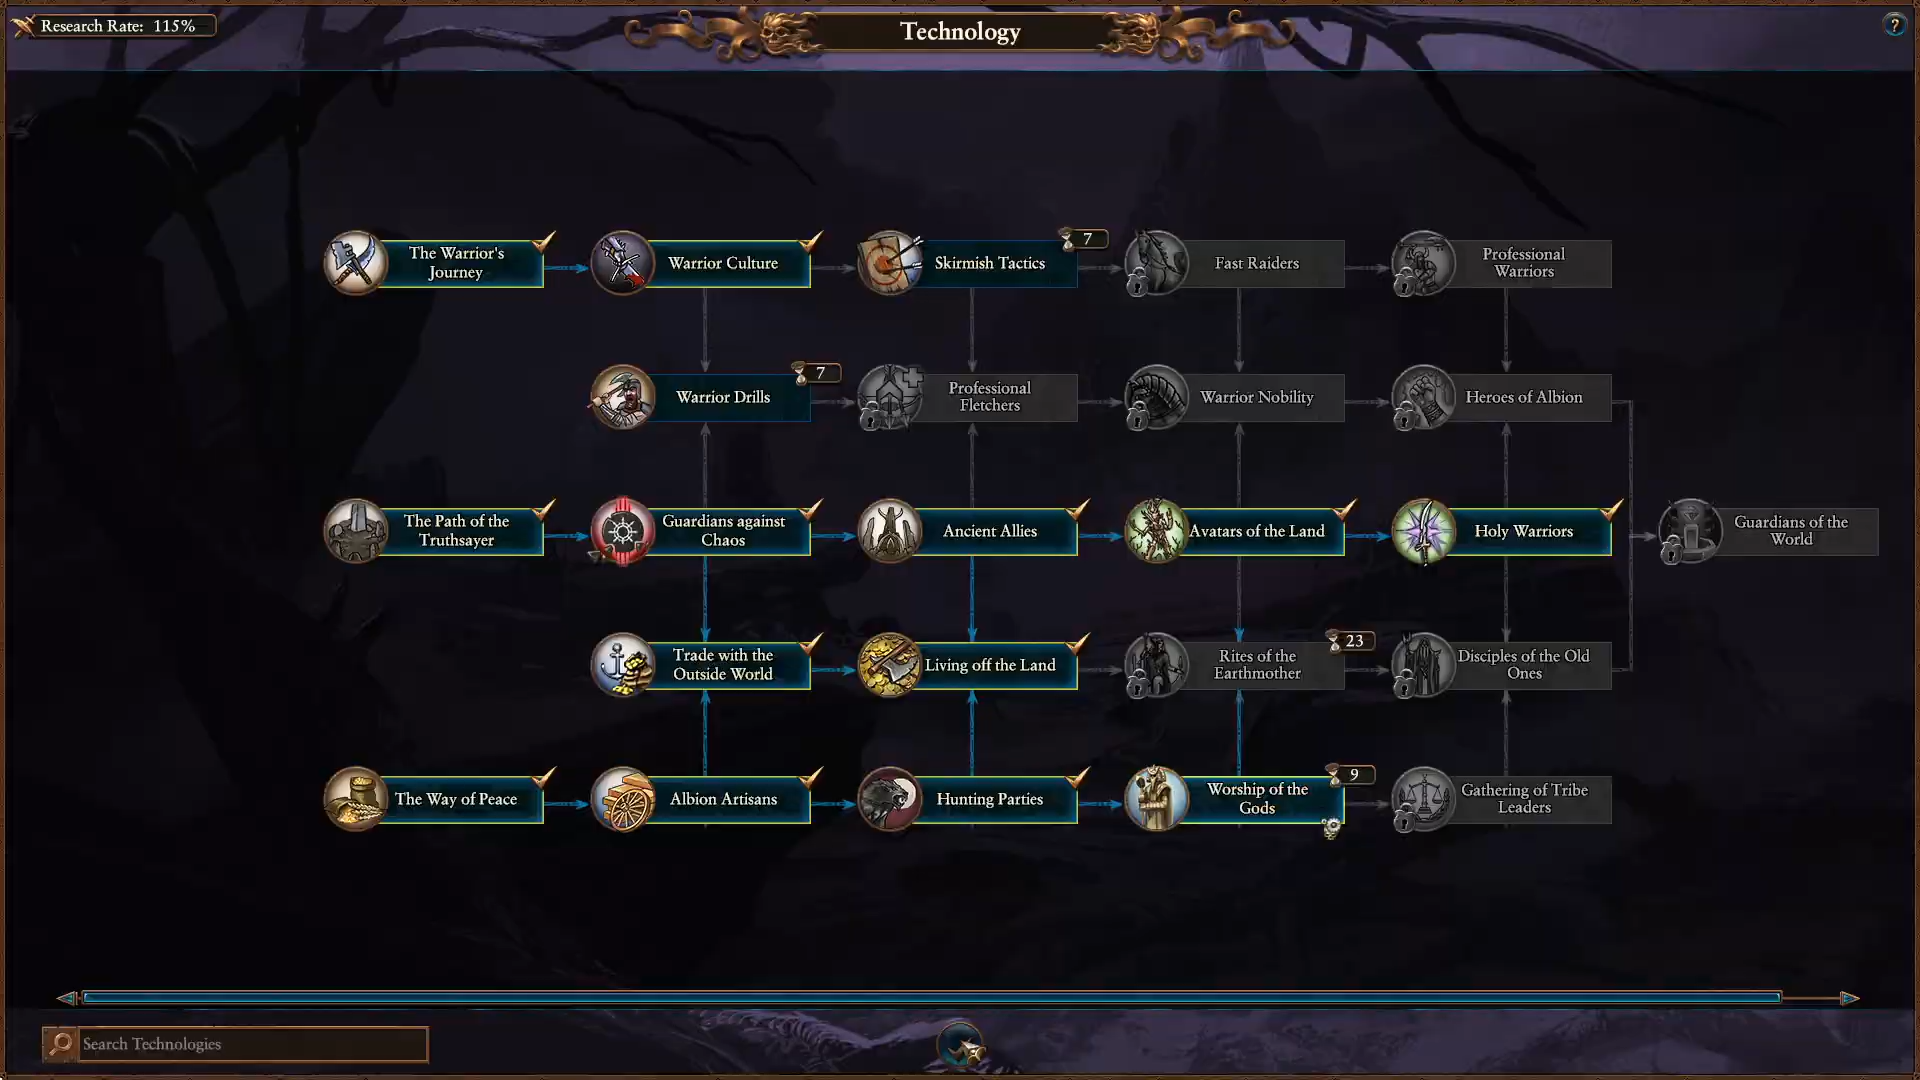 Research Rate: 115%
Technology
?
The Warrior's
Journey
Warrior Culture
Skirmish Tactics
7
Fast Raiders
Professional
Warriors
Warrior Drills
7
Professional
Fletchers
Warrior Nobility
Heroes of Albion
The Path of the
Truthsayer
Guardians against
Chaos
Ancient Allies
Avatars of the Land
Holy Warriors
Guardians of the
World
Trade with the
Outside World
Living off the Land
Rites of the
Earthmother
23
Disciples of the Old
Ones
The Way of Peace
Albion Artisans
Hunting Parties
Worship of the
Gods
9
Gathering of Tribe
Leaders
Search Technologies